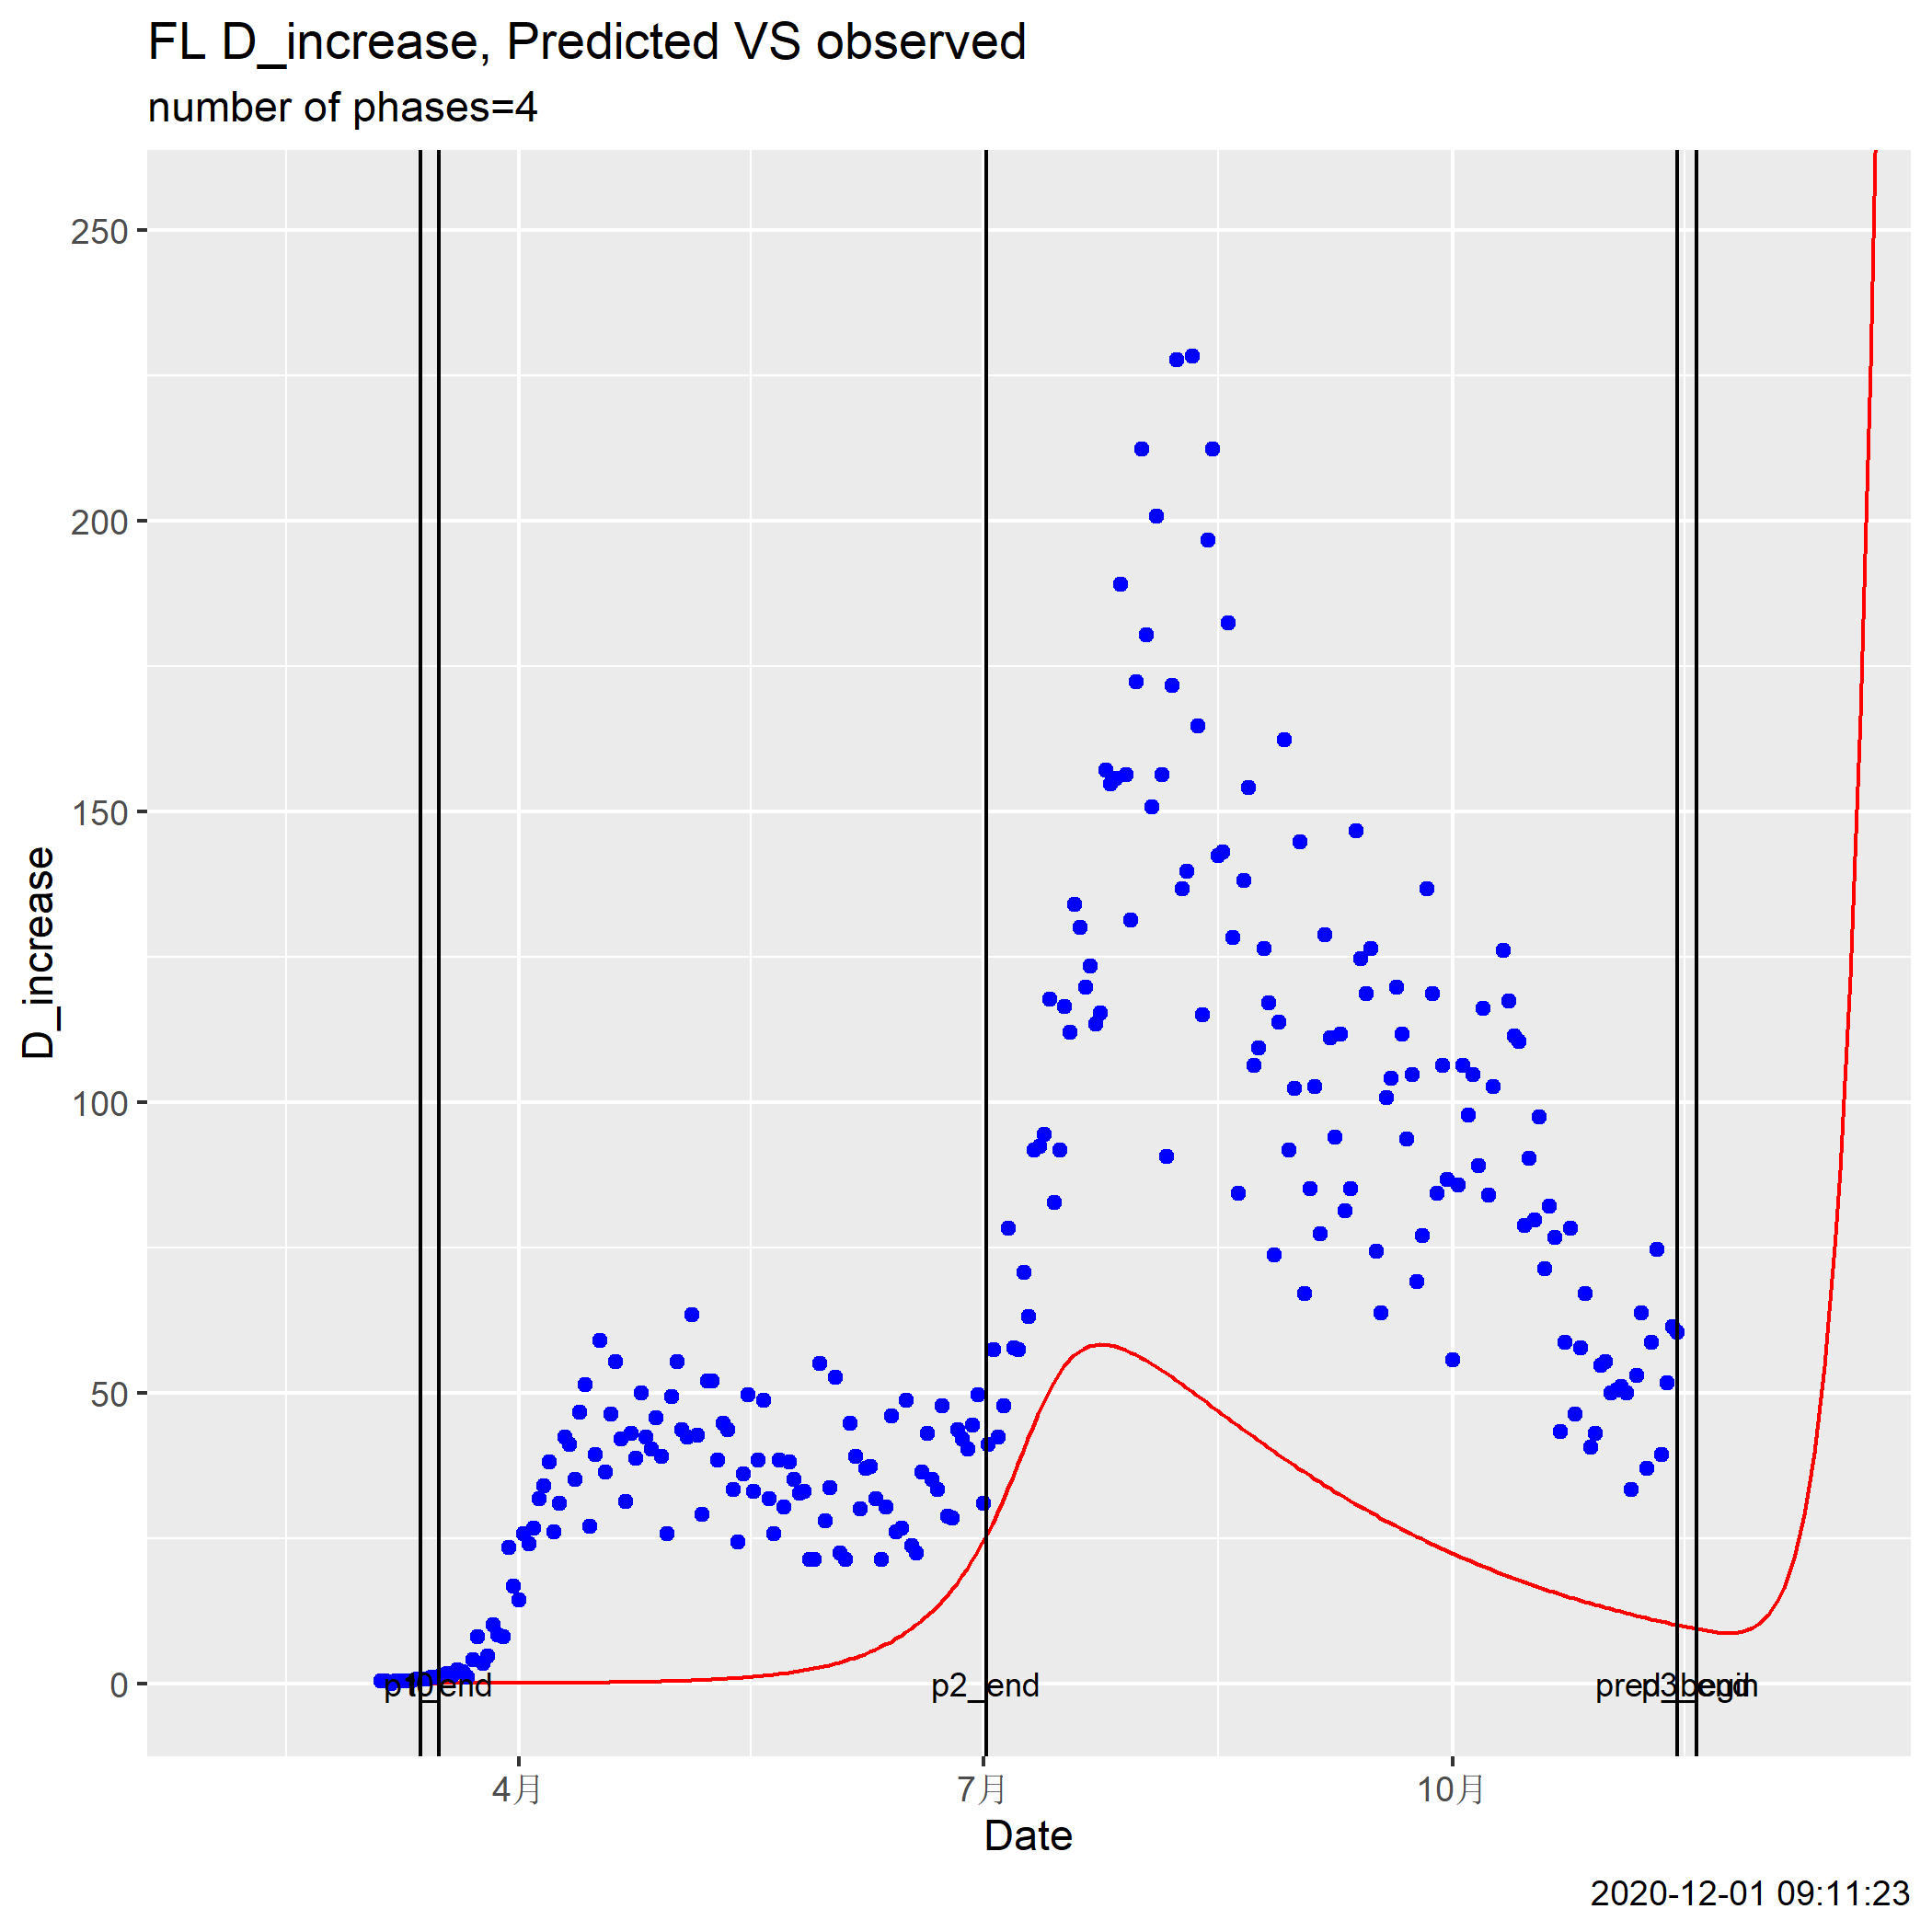 FL D_increase, Predicted VS observed
number of phases=4
D_increase
250
200
150
100
50
0
p2_end
4月
7月
10月
Date
2020-12-01 09:11:23